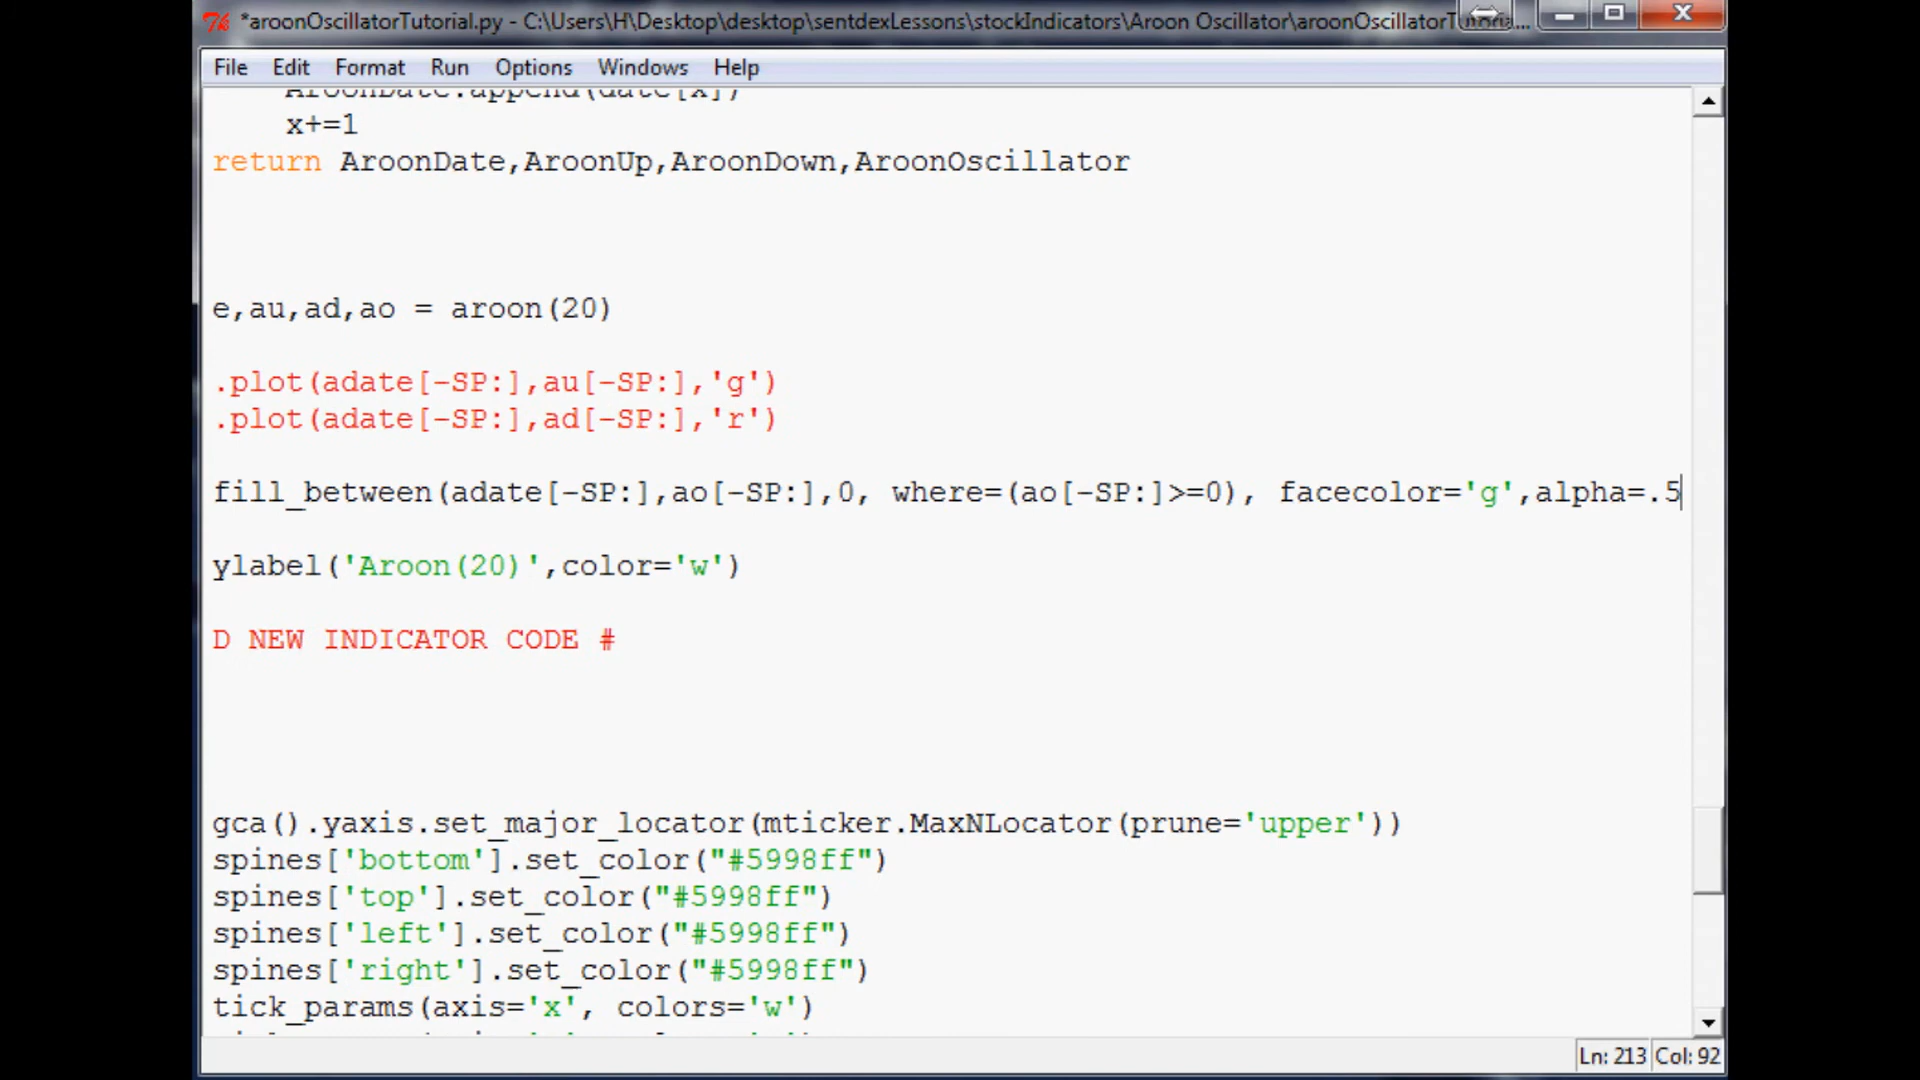 *aroonOscillatorTutorial.py - C:\Users\H\Desktop\desktop\sentdexLessons\stockIndicators\Aroon Oscillator\aroonOscillatorTutoria...
File Edit Format Run Options Windows Help
AroonDate.append(date[x])
x+=1
return AroonDate,AroonUp,AroonDown,AroonOscillator
e,au,ad,ao = aroon(20)
.plot(adate[-SP:],au[-SP:],'g')
.plot(adate[-SP:],ad[-SP:],'r')
fill_between(adate[-SP:],ao[-SP:],0, where=(ao[-SP:]>=0), facecolor='g',alpha=.5
ylabel('Aroon(20)',color='w')
D NEW INDICATOR CODE #
gca().yaxis.set_major_locator(mticker.MaxNLocator(prune='upper'))
spines['bottom'].set_color("#5998ff")
spines['top'].set_color("#5998ff")
spines['left'].set_color("#5998ff")
spines['right'].set_color("#5998ff")
tick_params(axis='x', colors='w')
Ln: 213 Col: 92